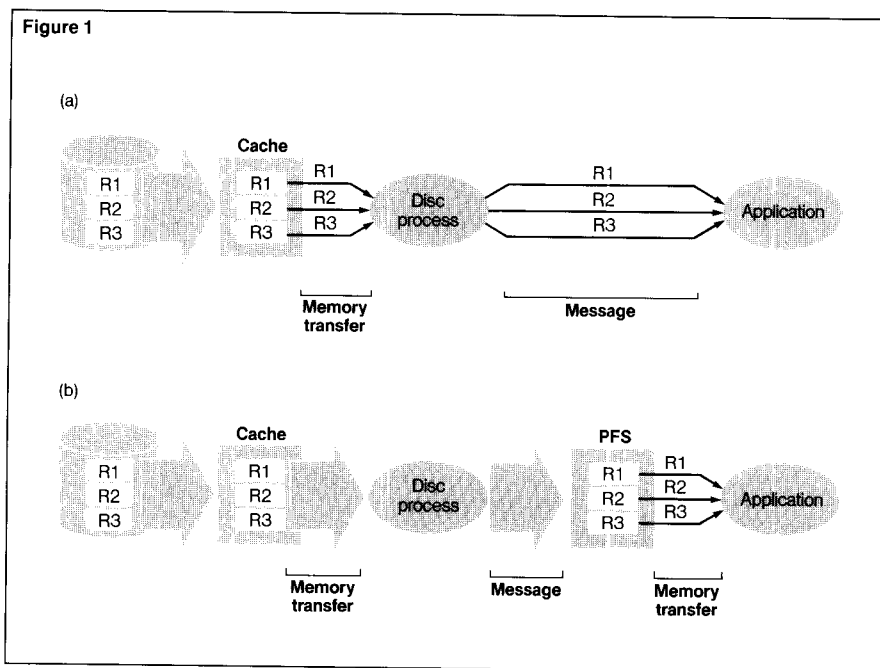 Figure 1
(a)
Cache
R1
R2
R3
R1
R2
R3
R1
R2
R3
Disc
process
R1
R2
R3
Application
Memory
transfer
Message
(b)
Cache
PFS
R1
R2
R3
R1
R2
R3
Disc
process
R1
R2
R3
R1
R2
R3
Application
Memory
transfer
Message
Memory
transfer